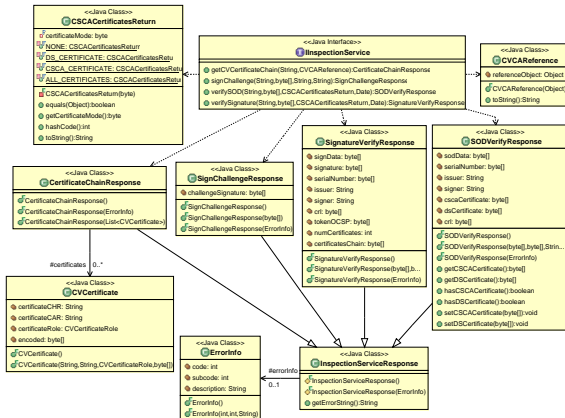 <<Java Class>>
CSCACertificatesReturn
certificateMode: byte
NONE: CSCACertificatesReturn
DS_CERTIFICATE: CSCACertificatesRetu
CSCA_CERTIFICATE: CSCACertificatesRet
ALL_CERTIFICATES: CSCACertificatesRetu
CSCACertificatesReturn(byte)
equals(Object):boolean
getCertificateMode():byte
hashCode():int
toString():String
<<Java Interface>>
IInspectionService
getCVCertificateChain(String,CVCAReference):CertificateChainResponse
signChallenge(String,byte[],String,String):SignChallengeResponse
verifySOD(String,byte[],CSCACertificatesReturn,Date):SODVerifyResponse
verifySignature(String,byte[],CSCACertificatesReturn,Date):SignatureVerifyResponse
<<Java Class>>
CVCAReference
referenceObject: Object
CVCAReference(Object)
toString():String
<<Java Class>>
CertificateChainResponse
CertificateChainResponse()
CertificateChainResponse(ErrorInfo)
CertificateChainResponse(List<CVCertificate>)
<<Java Class>>
SignChallengeResponse
challengeSignature: byte[]
SignChallengeResponse()
SignChallengeResponse(byte[])
SignChallengeResponse(ErrorInfo)
<<Java Class>>
SignatureVerifyResponse
signData: byte[]
signature: byte[]
serialNumber: byte[]
issuer: String
signer: String
crl: byte[]
tokenOCSP: byte[]
numCertificates: int
certificatesChain: byte[]
SignatureVerifyResponse()
SignatureVerifyResponse(byte[],b...
SignatureVerifyResponse(ErrorInfo)
<<Java Class>>
SODVerifyResponse
sodData: byte[]
serialNumber: byte[]
issuer: String
signer: String
cscaCertificate: byte[]
dsCertificate: byte[]
crl: byte[]
SODVerifyResponse()
SODVerifyResponse(byte[],byte[],Strin...
SODVerifyResponse(ErrorInfo)
getCSCACertificate():byte[]
getDSCertificate():byte[]
hasCSCACertificate():boolean
hasDSCertificate():boolean
setCSCACertificate(byte[]):void
setDSCertificate(byte[]):void
#certificates 0..*
<<Java Class>>
CVCertificate
certificateCHR: String
certificateCAR: String
certificateRole: CVCertificateRole
encoded: byte[]
CVCertificate()
CVCertificate(String,String,CVCertificateRole,byte[])
<<Java Class>>
ErrorInfo
code: int
subcode: int
description: String
ErrorInfo()
ErrorInfo(int,int,String)
#errorInfo
0..1
<<Java Class>>
InspectionServiceResponse
InspectionServiceResponse()
InspectionServiceResponse(ErrorInfo)
getErrorString():String